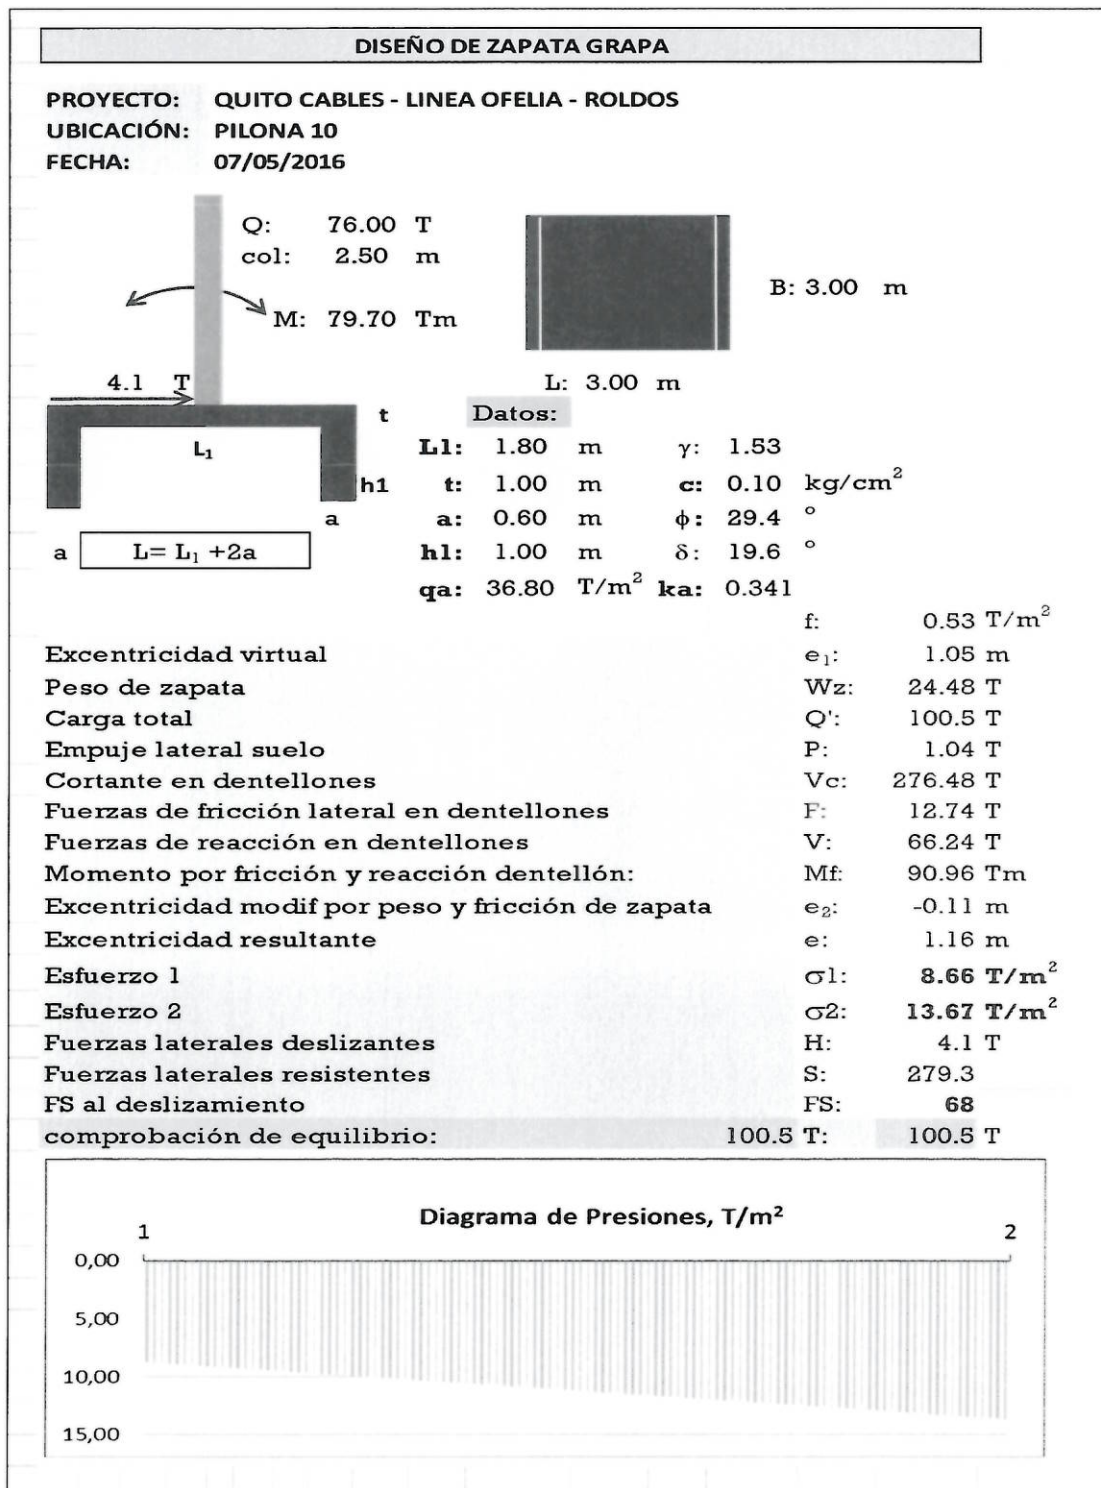 DISEÑO DE ZAPATA GRAPA
PROYECTO: QUITO CABLES - LINEA OFELIA - ROLDOS
UBICACIÓN: PILONA 10
FECHA: 07/05/2016
Q: 76.00 T
col: 2.50 m
B: 3.00 m
M: 79.70 Tm
4.1 T
L: 3.00 m
t Datos:
L₁ L1: 1.80 m γ: 1.53
h1 t: 1.00 m c: 0.10 kg/cm²
a a: 0.60 m ϕ: 29.4 °
a L= L₁ +2a h1: 1.00 m δ: 19.6 °
qa: 36.80 T/m² ka: 0.341
f: 0.53 T/m²
Excentricidad virtual e₁: 1.05 m
Peso de zapata Wz: 24.48 T
Carga total Q': 100.5 T
Empuje lateral suelo P: 1.04 T
Cortante en dentellones Vc: 276.48 T
Fuerzas de fricción lateral en dentellones F: 12.74 T
Fuerzas de reacción en dentellones V: 66.24 T
Momento por fricción y reacción dentellón: Mf: 90.96 Tm
Excentricidad modif por peso y fricción de zapata e₂: -0.11 m
Excentricidad resultante e: 1.16 m
Esfuerzo 1 σ1: 8.66 T/m²
Esfuerzo 2 σ2: 13.67 T/m²
Fuerzas laterales deslizantes H: 4.1 T
Fuerzas laterales resistentes S: 279.3
FS al deslizamiento FS: 68
comprobación de equilibrio: 100.5 T: 100.5 T
Diagrama de Presiones, T/m²
1 2
0,00
5,00
10,00
15,00